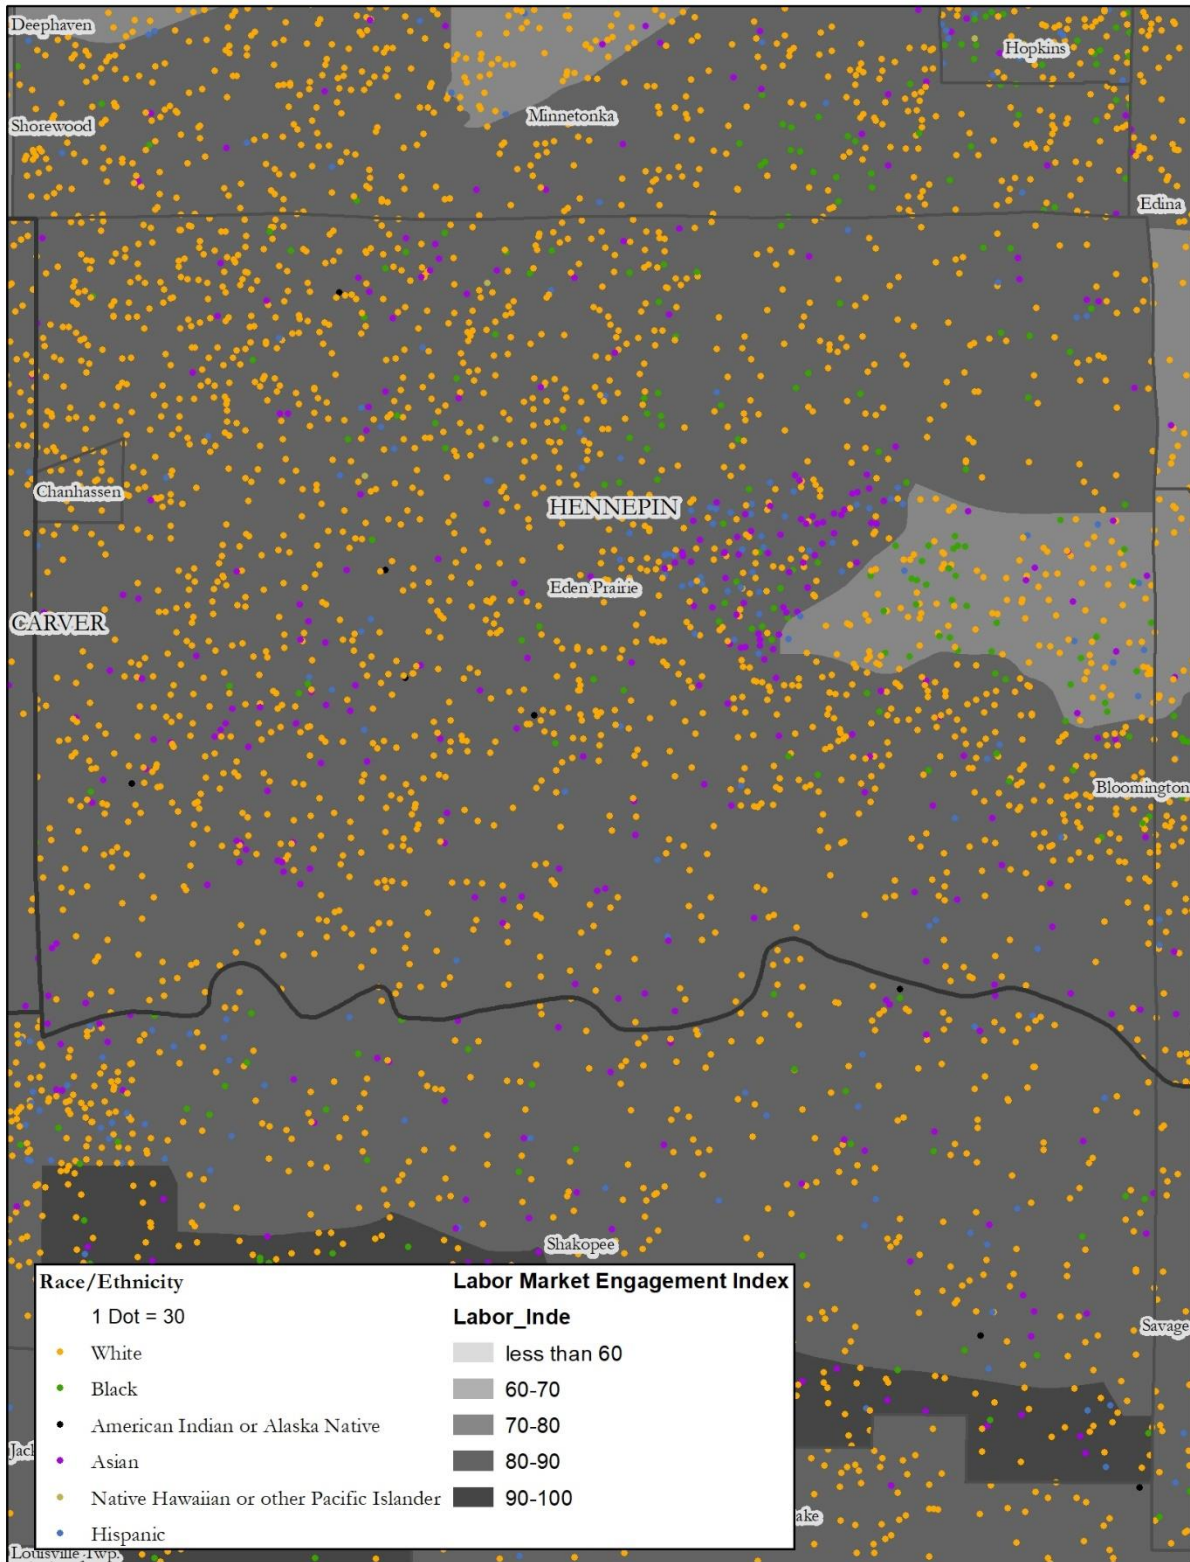 Deephaven
Hopkins
Minnetonka
Shorewood
Edina
Chanhassen
HENNEPIN
Eden Prairie
CARVER
Bloomington
Shakopee
Savage
Race/Ethnicity
1 Dot = 30
White
Black
American Indian or Alaska Native
Asian
Native Hawaiian or other Pacific Islander
Hispanic
Labor Market Engagement Index
Labor_Inde
less than 60
60-70
70-80
80-90
90-100
Jack
ake
Louisville Twp.